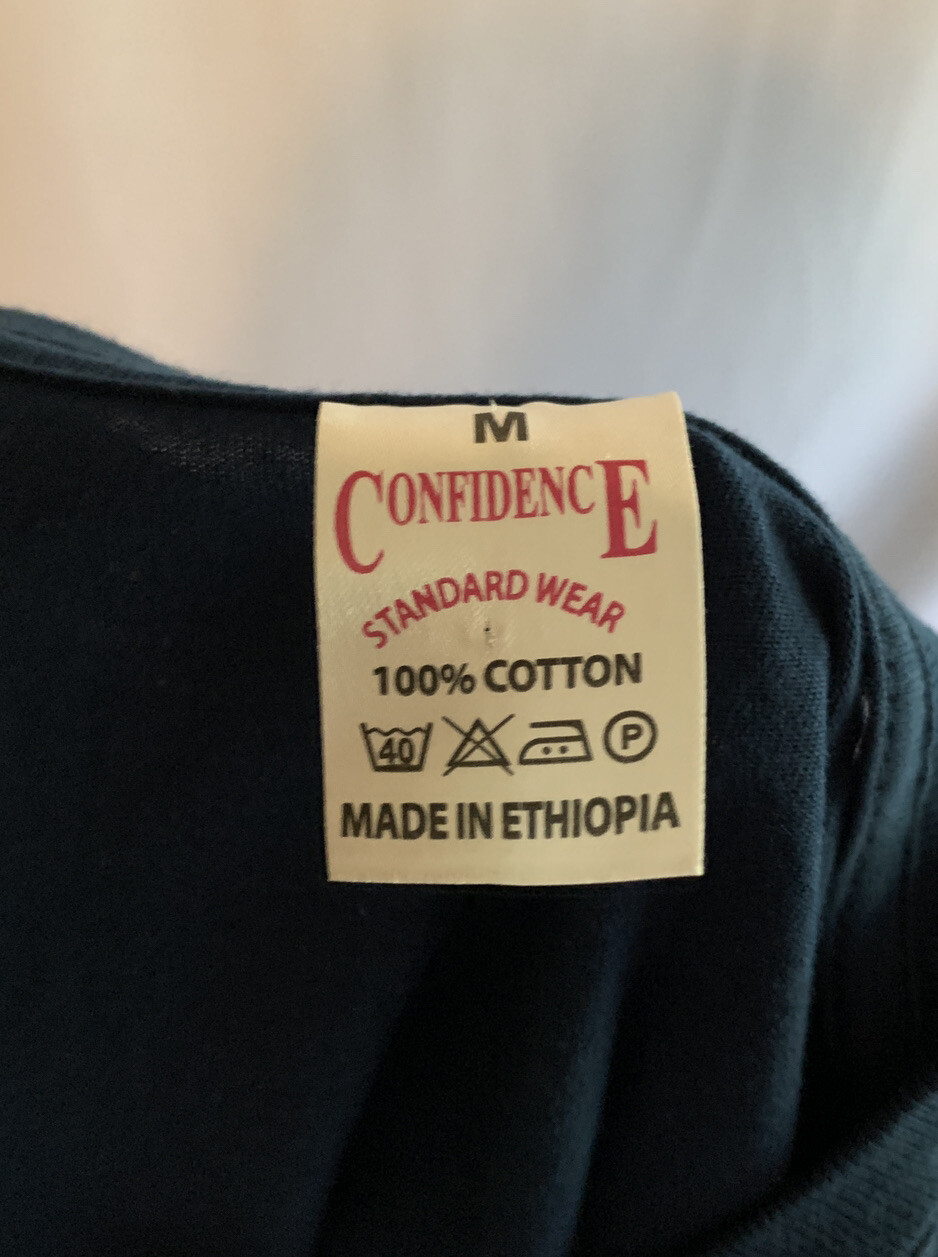 M
CONFIDENCE
STANDARD WEAR
100% COTTON
40 P
MADE IN ETHIOPIA